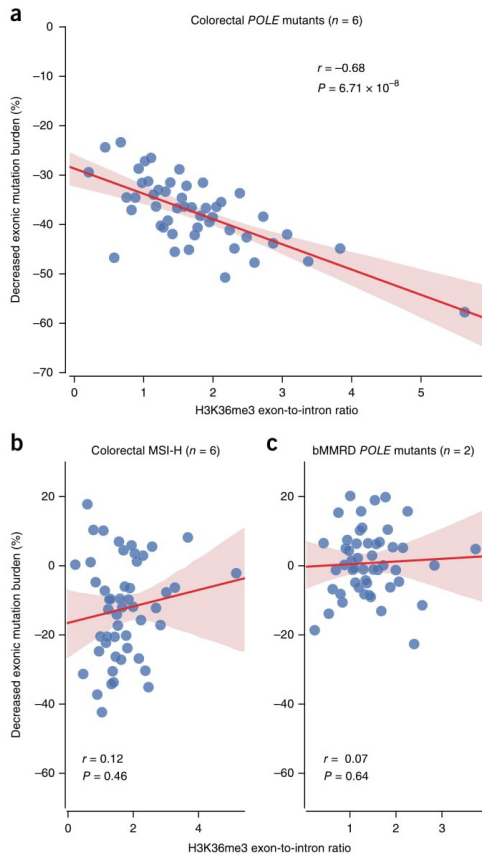 a
Colorectal POLE mutants (n = 6)
r = –0.68
P = 6.71 × 10–8
Decreased exonic mutation burden (%)
0
–10
–20
–30
–40
–50
–60
–70
0 1 2 3 4 5
H3K36me3 exon-to-intron ratio
b
Colorectal MSI-H (n = 6)
Decreased exonic mutation burden (%)
20
0
–20
–40
–60
r = 0.12
P = 0.46
0 2 4
c
bMMRD POLE mutants (n = 2)
20
0
–20
–40
–60
r = 0.07
P = 0.64
1 2 3
H3K36me3 exon-to-intron ratio